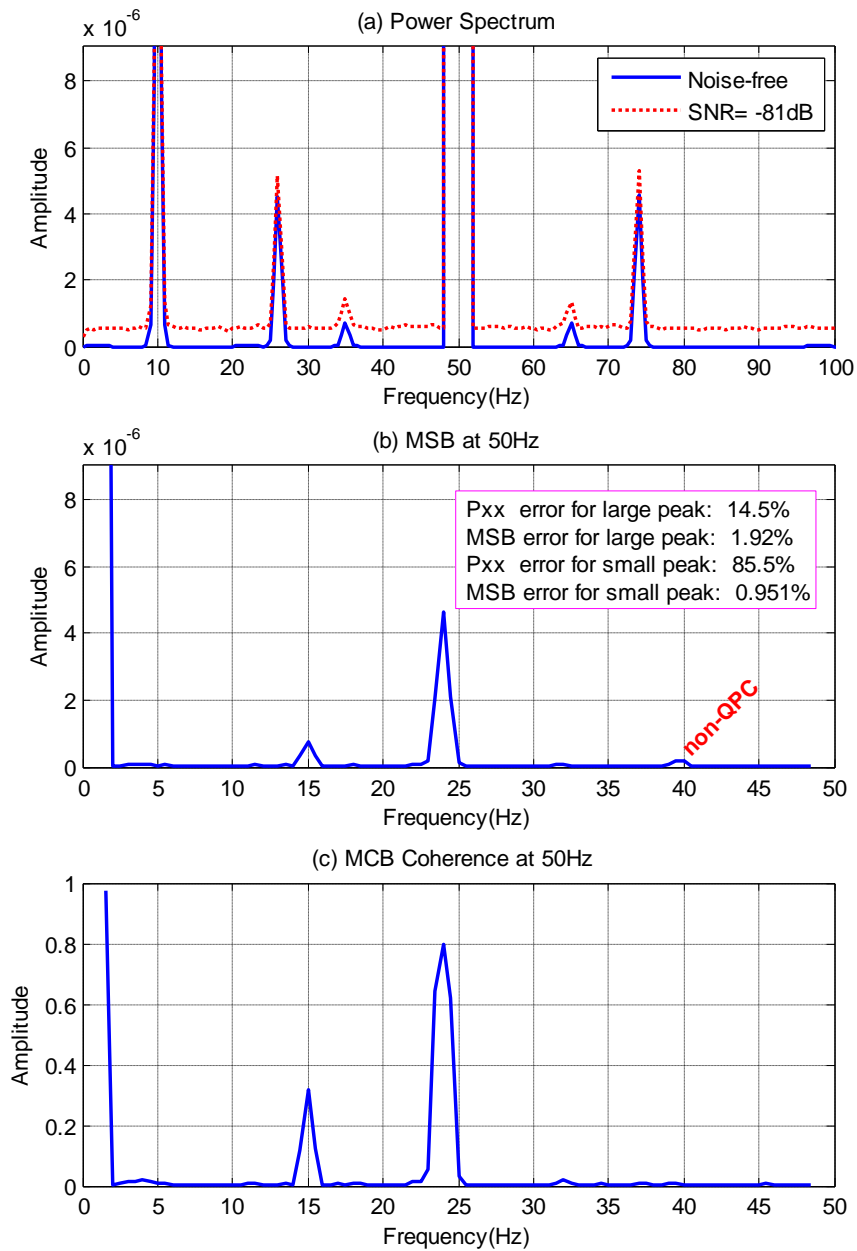 (a) Power Spectrum
x 10-6
8
6
4
2
0
Amplitude
Noise-free
SNR= -81dB
0 10 20 30 40 50 60 70 80 90 100
Frequency(Hz)
(b) MSB at 50Hz
x 10-6
8
6
4
2
0
Amplitude
Pxx error for large peak: 14.5%
MSB error for large peak: 1.92%
Pxx error for small peak: 85.5%
MSB error for small peak: 0.951%
non-QPC
0 5 10 15 20 25 30 35 40 45 50
Frequency(Hz)
(c) MCB Coherence at 50Hz
1
0.8
0.6
0.4
0.2
0
Amplitude
0 5 10 15 20 25 30 35 40 45 50
Frequency(Hz)